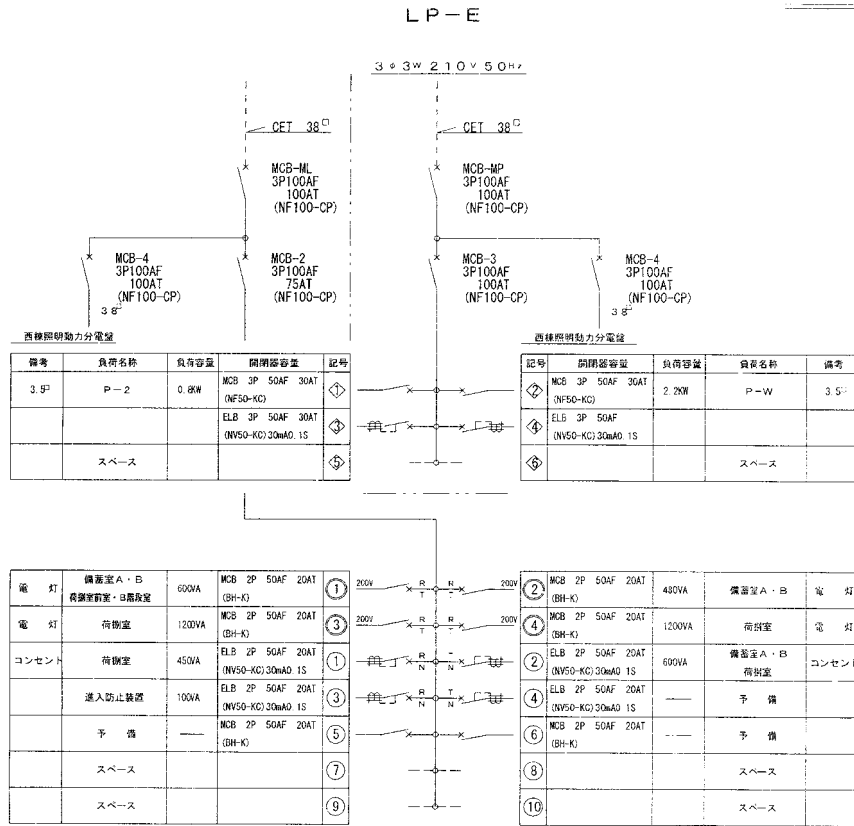 LP-E
3φ3W 210V 50Hz
CET 38□
CET 38□
MCB-ML
3P100AF
100AT
(NF100-CP)
MCB-MP
3P100AF
100AT
(NF100-CP)
MCB-4
3P100AF
100AT
(NF100-CP)
38□
MCB-2
3P100AF
75AT
(NF100-CP)
MCB-3
3P100AF
100AT
(NF100-CP)
MCB-4
3P100AF
100AT
(NF100-CP)
38□
西棟照明動力分電盤
西棟照明動力分電盤
備考 負荷名称 負荷容量 開閉器容量 記号
3.5□ P-2 0.8KW MCB 3P 50AF 30AT
(NF50-KC) 1
ELB 3P 50AF 30AT
(NV50-KC)30mA0.1S 3
スペース 5
記号 開閉器容量 負荷容量 負荷名称 備考
2 MCB 3P 50AF 30AT
(NF50-KC) 2.2KW P-W 3.5□
4 ELB 3P 50AF
(NV50-KC)30mA0.1S
6 スペース
電灯 備蓄室A・B
荷捌室前室・B階段室 600VA MCB 2P 50AF 20AT
(BH-K) ① 200V R R
T
200V
電灯 荷捌室 1200VA MCB 2P 50AF 20AT
(BH-K) ③ 200V R R
T T
200V
コンセント 荷捌室 450VA ELB 2P 50AF 20AT
(NV50-KC)30mA0.1S ① R
N N
進入防止装置 100VA ELB 2P 50AF 20AT
(NV50-KC)30mA0.1S ③ R T
N N
予備 — MCB 2P 50AF 20AT
(BH-K) ⑤
スペース ⑦
スペース ⑨
② MCB 2P 50AF 20AT
(BH-K) 480VA 備蓄室A・B 電灯
④ MCB 2P 50AF 20AT
(BH-K) 1200VA 荷捌室 電灯
② ELB 2P 50AF 20AT
(NV50-KC)30mA0.1S 600VA 備蓄室A・B
荷捌室 コンセント
④ ELB 2P 50AF 20AT
(NV50-KC)30mA0.1S — 予備
⑥ MCB 2P 50AF 20AT
(BH-K) — 予備
⑧ スペース
⑩ スペース